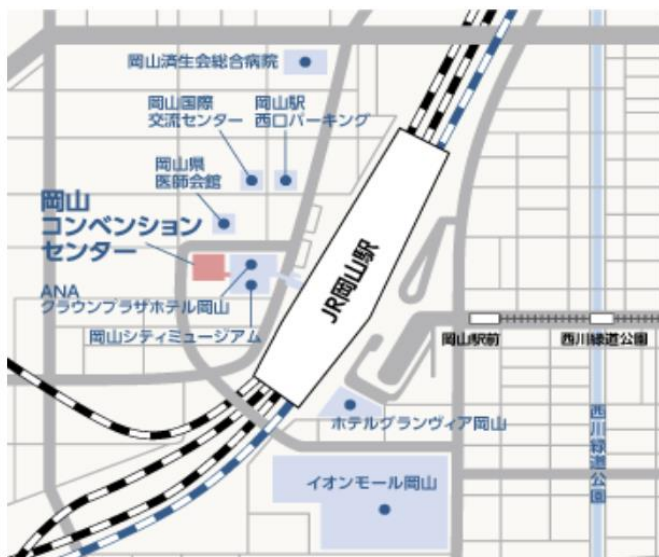 岡山済生会総合病院
岡山国際
交流センター
岡山駅
西口パーキング
岡山県
医師会館
岡山
コンベンション
センター
ANA
クラウンプラザホテル岡山
岡山シティミュージアム
JR岡山駅
岡山駅前
西川緑道公園
ホテルグランヴィア岡山
西川緑道公園
イオンモール岡山